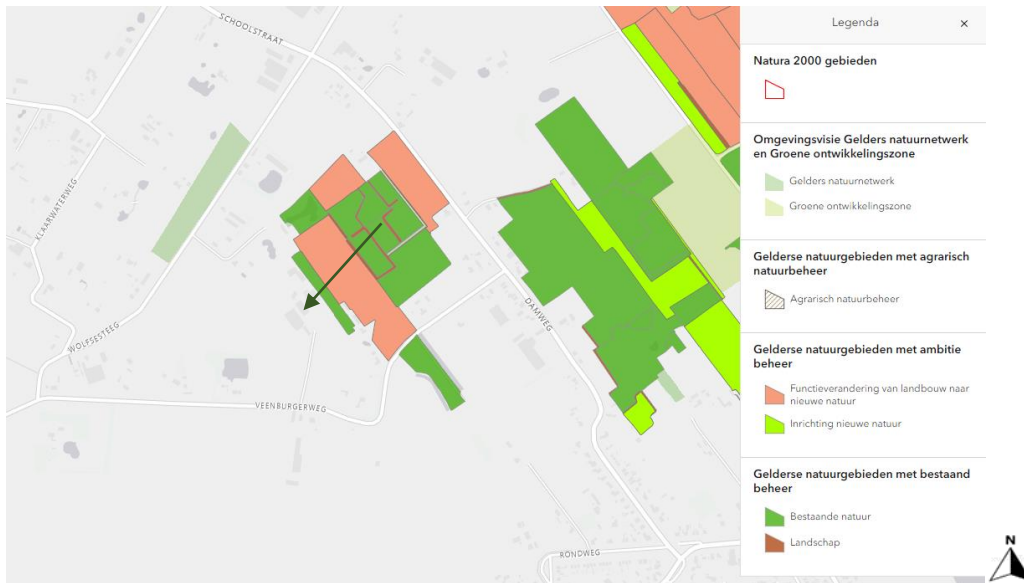 SCHOOLSTRAAT
KLAARWATERWEG
WOLFSESTEEG
VEENBURGERWEG
DAMWEG
RONDWEG
Legenda ×
Natura 2000 gebieden
Omgevingsvisie Gelders natuurnetwerk
en Groene ontwikkelingszone
Gelders natuurnetwerk
Groene ontwikkelingszone
Gelderse natuurgebieden met agrarisch
natuurbeheer
Agrarisch natuurbeheer
Gelderse natuurgebieden met ambitie
beheer
Functieverandering van landbouw naar
nieuwe natuur
Inrichting nieuwe natuur
Gelderse natuurgebieden met bestaand
beheer
Bestaande natuur
Landschap
N